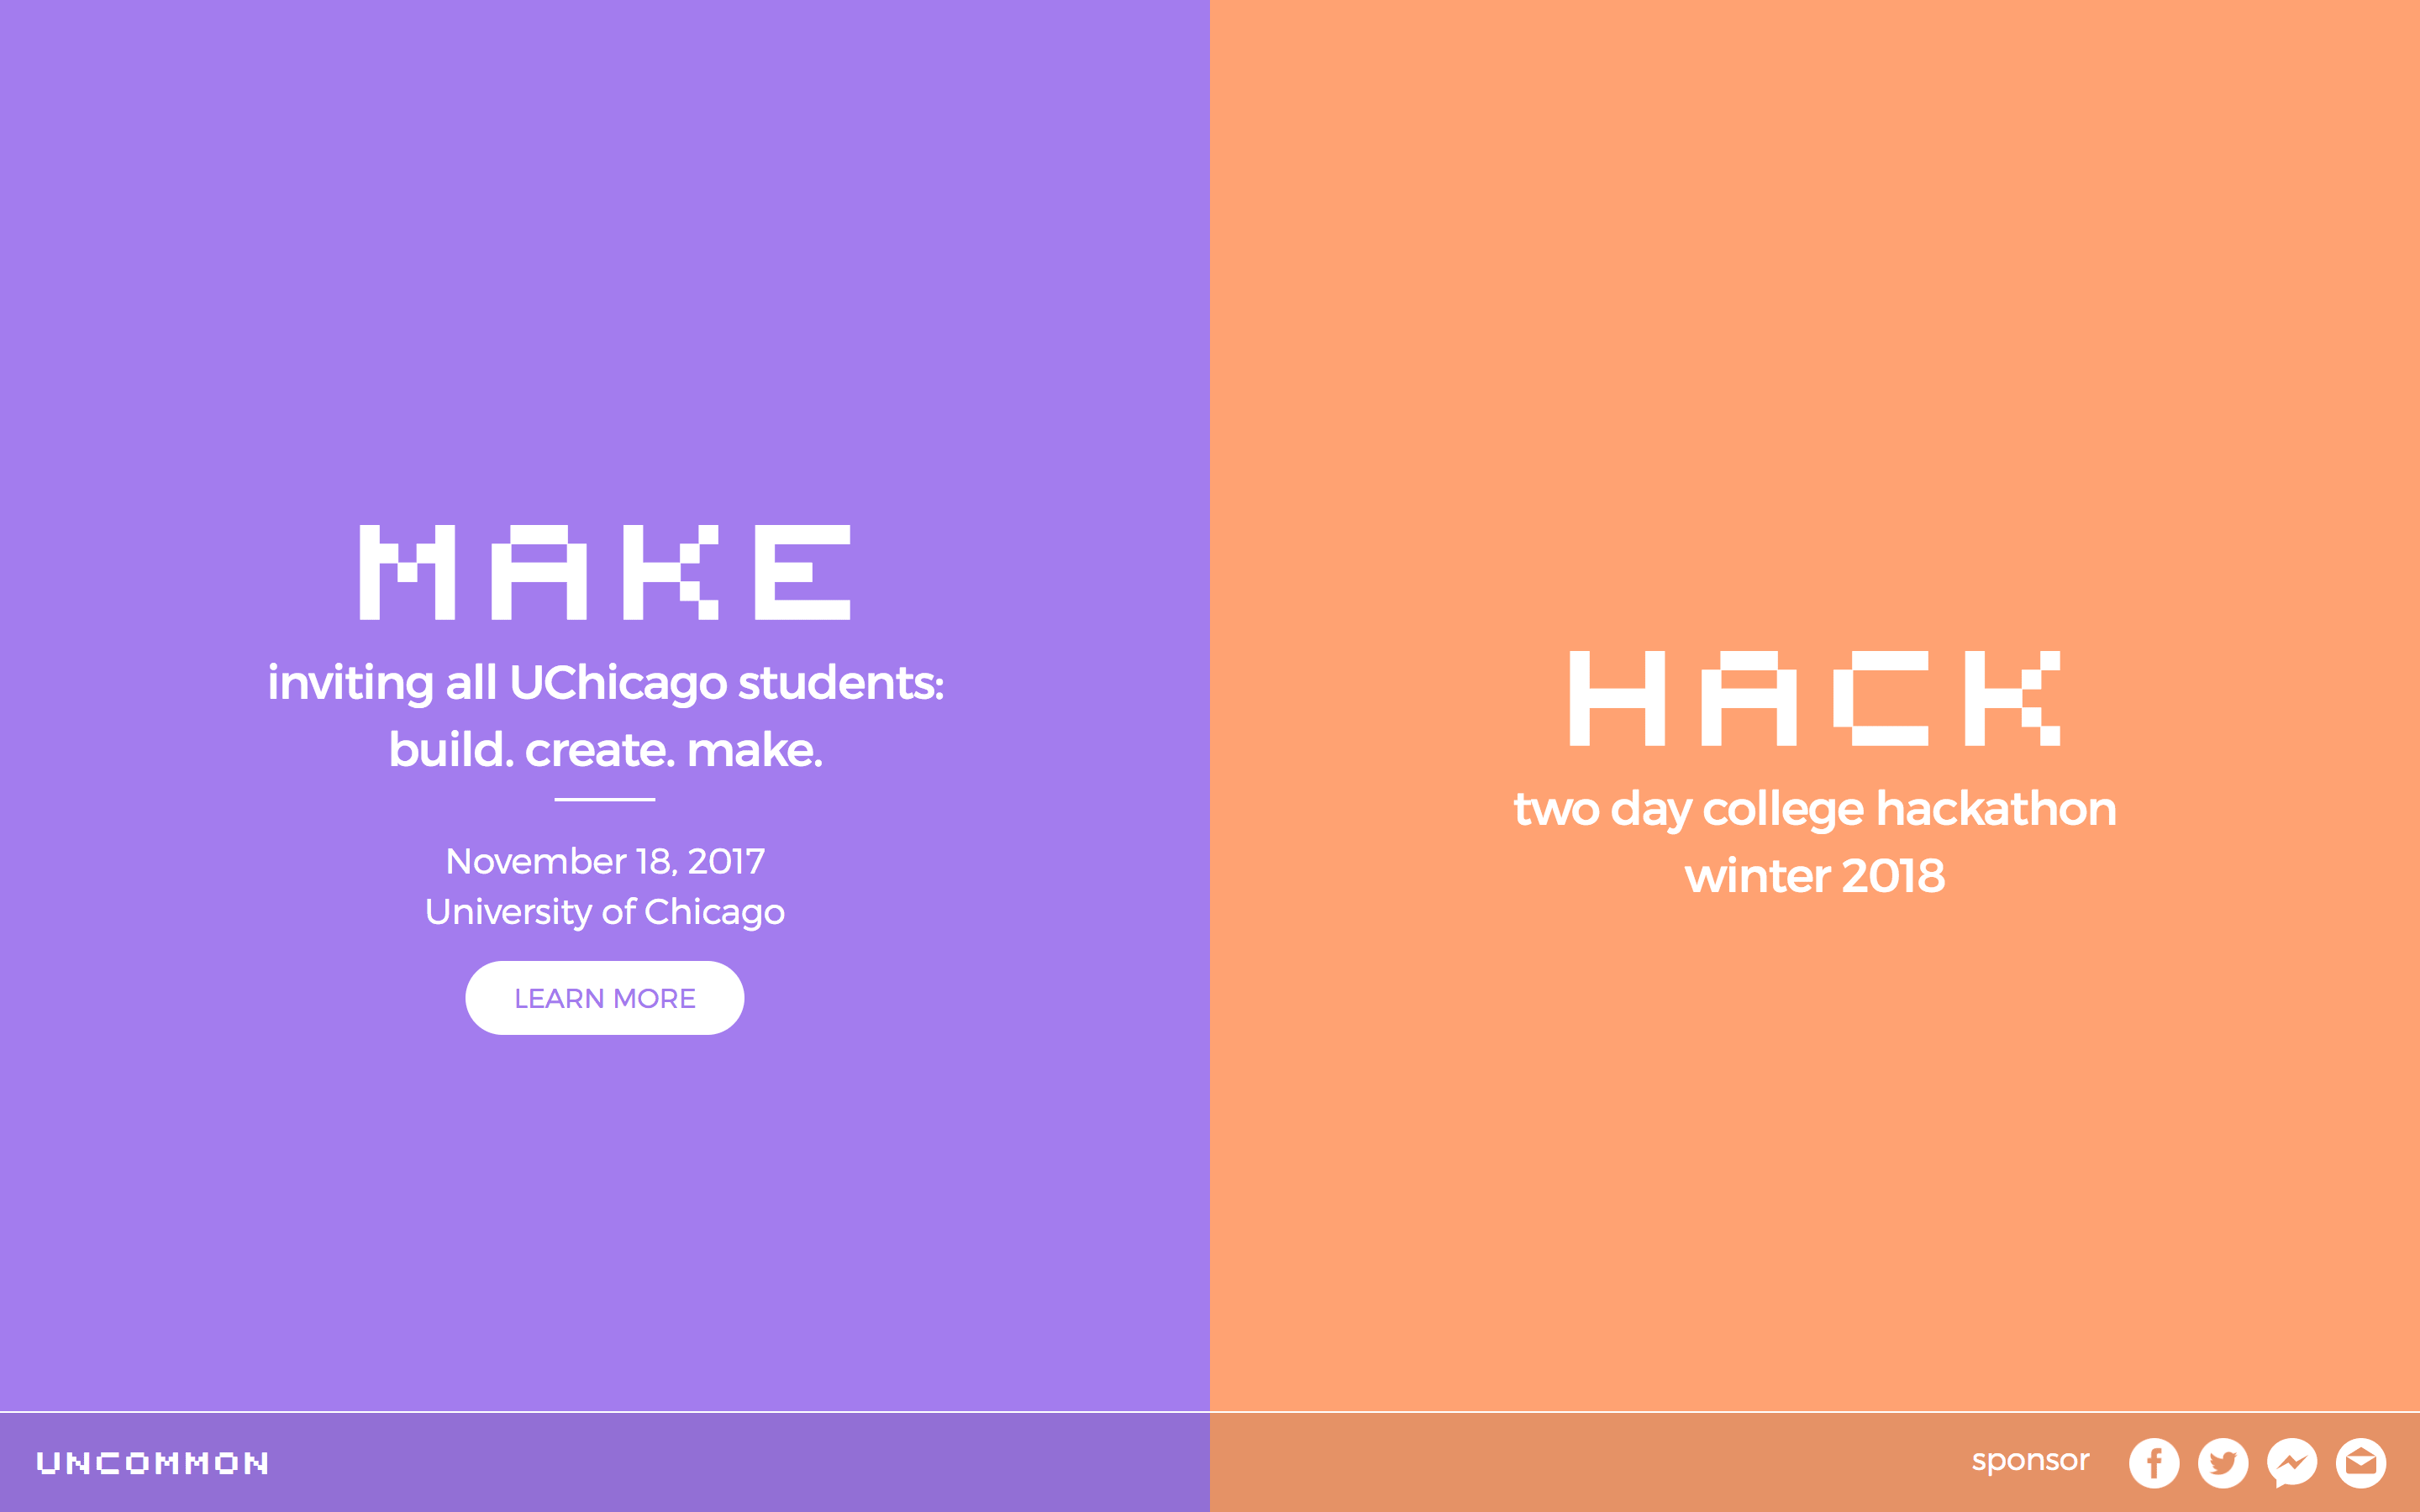 MAKE
inviting all UChicago students:
build. create. make.
November 18, 2017
University of Chicago
LEARN MORE
HACK
two day college hackathon
winter 2018
UNCOMMON
sponsor